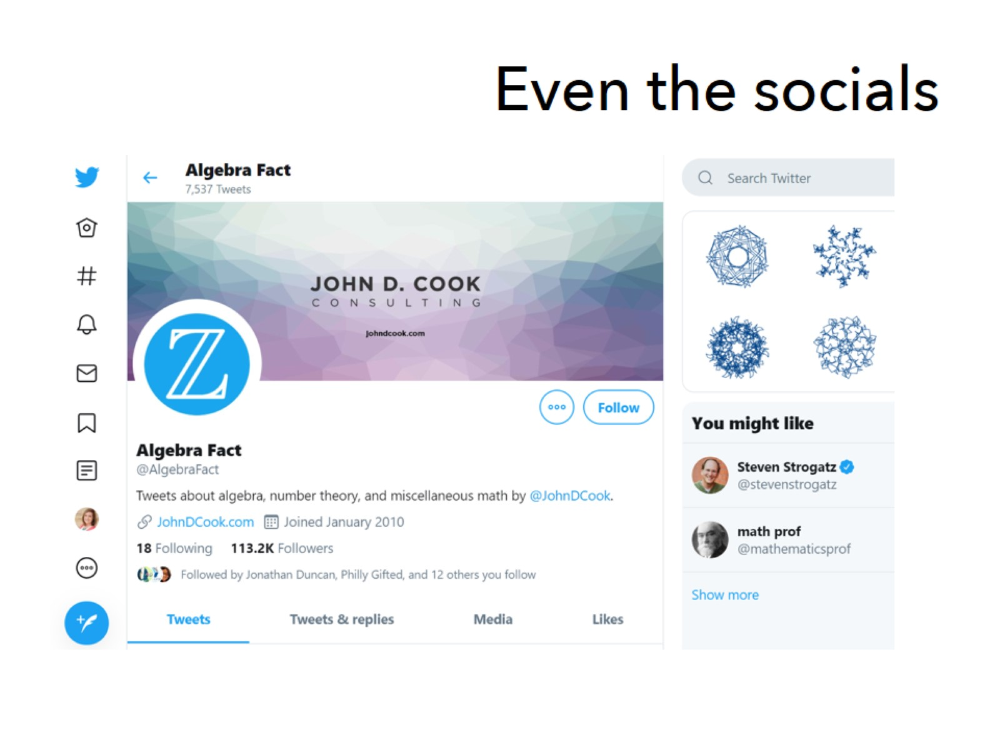 Even the socials
Algebra Fact
7,537 Tweets
Search Twitter
JOHN D. COOK
CONSULTING
Johndcook.com
ℤ
Follow
Algebra Fact
@AlgebraFact
Tweets about algebra, number theory, and miscellaneous math by @JohnDCook.
JohnDCook.com Joined January 2010
18 Following 113.2K Followers
Followed by Jonathan Duncan, Philly Gifted, and 12 others you follow
Tweets Tweets & replies Media Likes
You might like
Steven Strogatz
@stevenstrogatz
math prof
@mathematicsprof
Show more